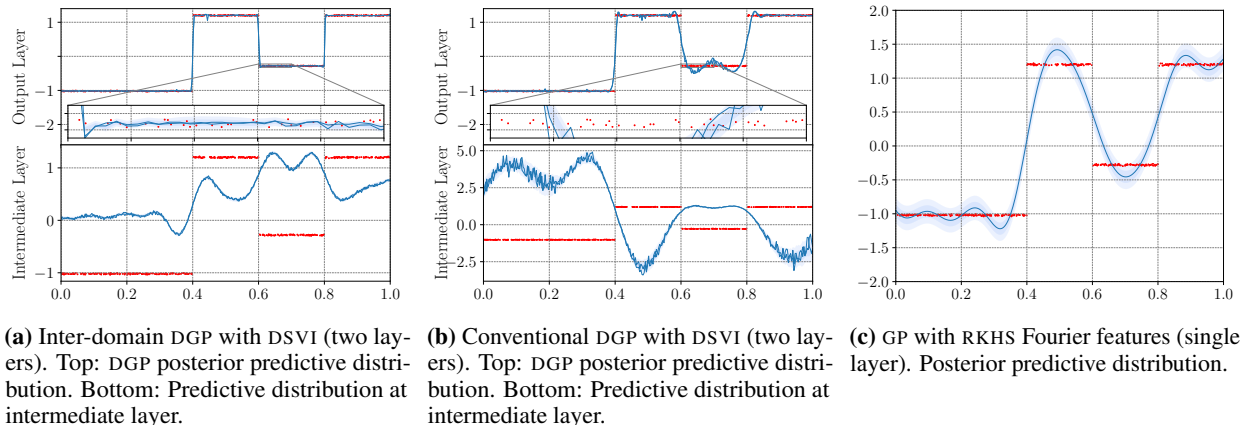 Output Layer
1
−1
−2
Intermediate Layer
1
0
−1
0.0 0.2 0.4 0.6 0.8 1.0
Output Layer
1
−1
−2
Intermediate Layer
5.0
2.5
0.0
−2.5
0.0 0.2 0.4 0.6 0.8 1.0
2.0
1.5
1.0
0.5
0.0
−0.5
−1.0
−1.5
−2.0
0.0 0.2 0.4 0.6 0.8 1.0
(a) Inter-domain DGP with DSVI (two lay-
ers). Top: DGP posterior predictive distri-
bution. Bottom: Predictive distribution at
intermediate layer.
(b) Conventional DGP with DSVI (two lay-
ers). Top: DGP posterior predictive distri-
bution. Bottom: Predictive distribution at
intermediate layer.
(c) GP with RKHS Fourier features (single
layer). Posterior predictive distribution.